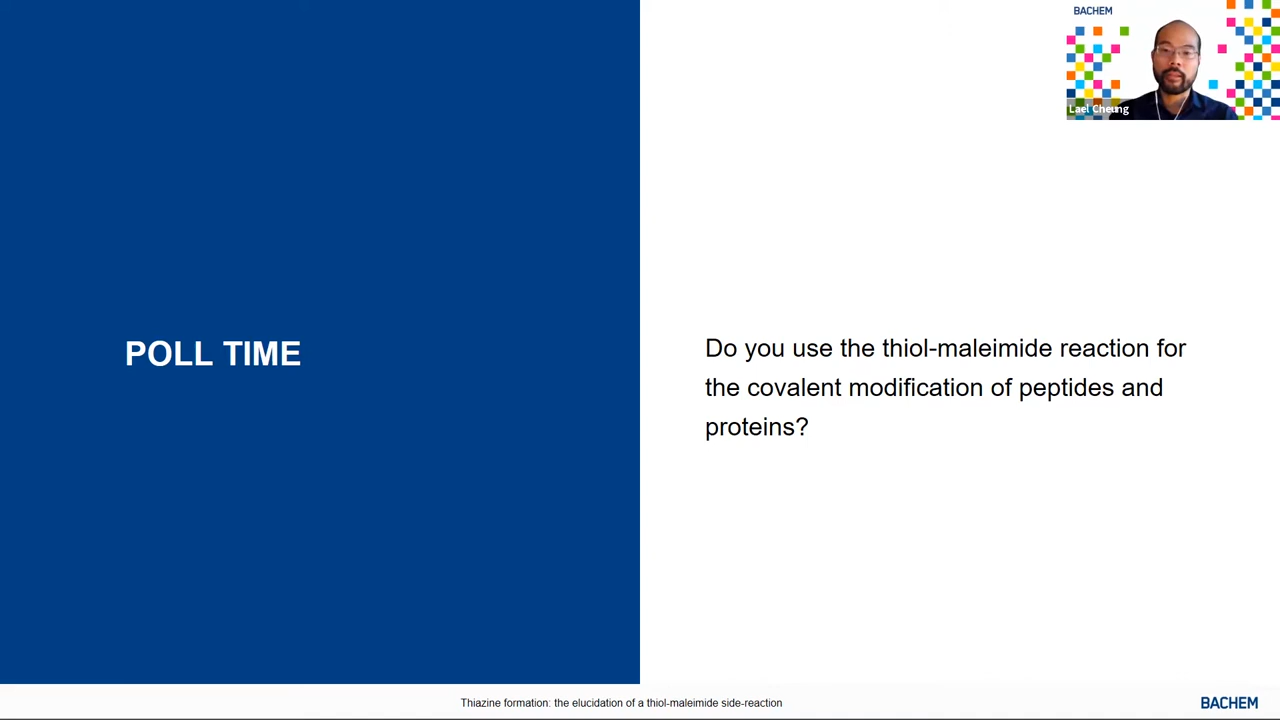 BACHEM
Lael Cheung
POLL TIME
Do you use the thiol-maleimide reaction for
the covalent modification of peptides and
proteins?
Thiazine formation: the elucidation of a thiol-maleimide side-reaction
BACHEM